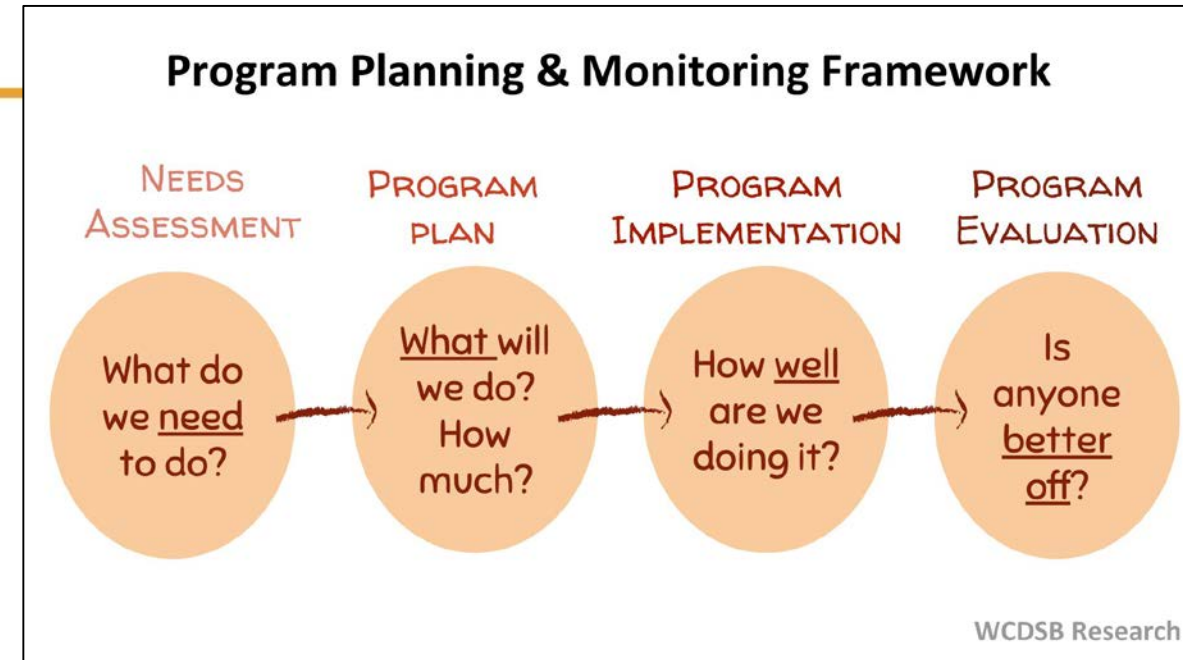 Program Planning & Monitoring Framework
NEEDS
ASSESSMENT
PROGRAM
PLAN
PROGRAM
IMPLEMENTATION
PROGRAM
EVALUATION
What do
we need
to do?
What will
we do?
How
much?
How well
are we
doing it?
Is
anyone
better
off?
WCDSB Research